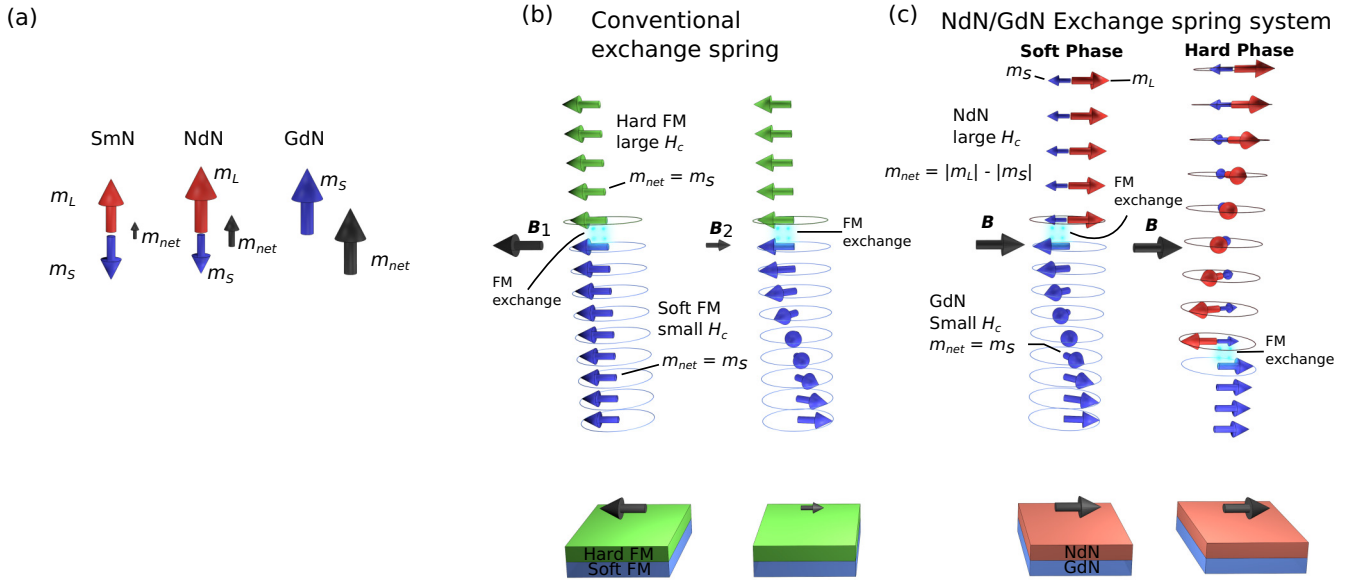 (a)
SmN
NdN
GdN
m_L
m_S
m_net
m_L
m_S
m_net
m_S
m_net
(b)
Conventional
exchange spring
Hard FM
large H_c
m_net = m_S
B1
FM
exchange
Soft FM
small H_c
m_net = m_S
B2
FM
exchange
Hard FM
Soft FM
(c)
NdN/GdN Exchange spring system
Soft Phase
Hard Phase
m_S
m_L
NdN
large H_c
m_net = |m_L| - |m_S|
FM
exchange
B
B
GdN
Small H_c
m_net = m_S
FM
exchange
NdN
GdN